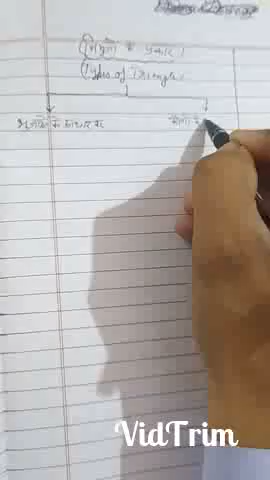 त्रिभुजों के प्रकार।
Types of Triangle:
भुजाओं के आधार पर
कोणों के
VidTrim